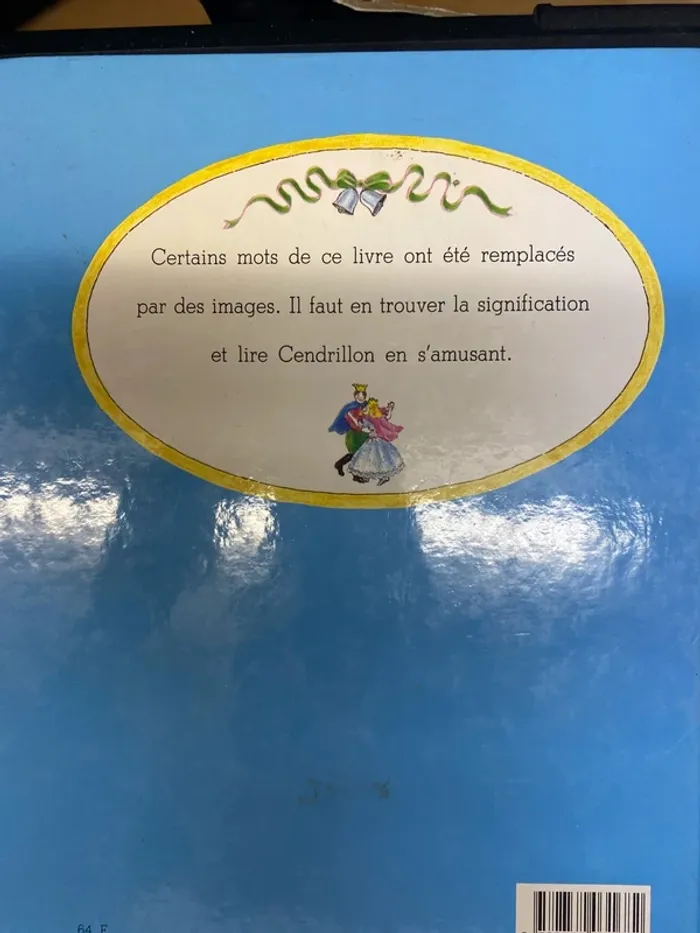 Certains mots de ce livre ont été remplacés
par des images. Il faut en trouver la signification
et lire Cendrillon en s'amusant.
64 F